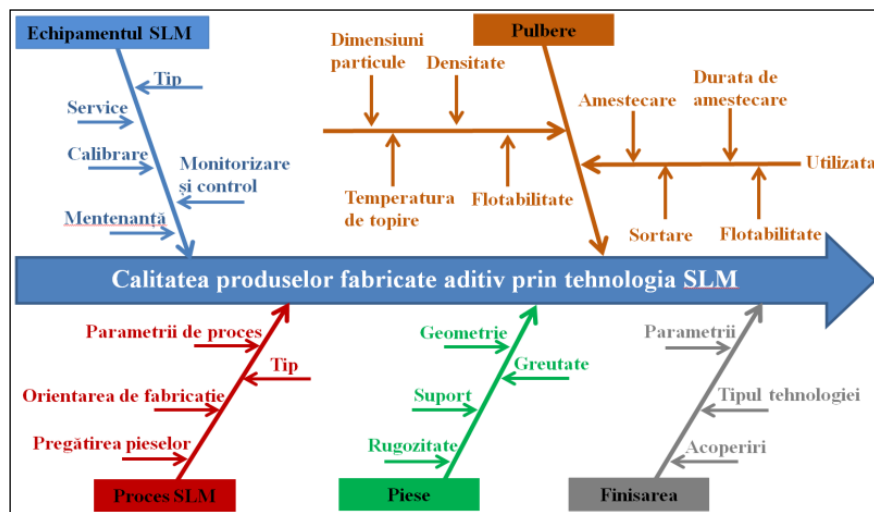 Echipamentul SLM
Tip
Service
Calibrare
Monitorizare
și control
Mentenanță
Pulbere
Dimensiuni
particule
Densitate
Temperatura
de topire
Flotabilitate
Amestecare
Durata de
amestecare
Utilizata
Sortare
Flotabilitate
Calitatea produselor fabricate aditiv prin tehnologia SLM
Parametrii de proces
Tip
Orientarea de fabricație
Pregătirea pieselor
Proces SLM
Geometrie
Greutate
Suport
Rugozitate
Piese
Parametrii
Tipul tehnologiei
Acoperiri
Finisarea